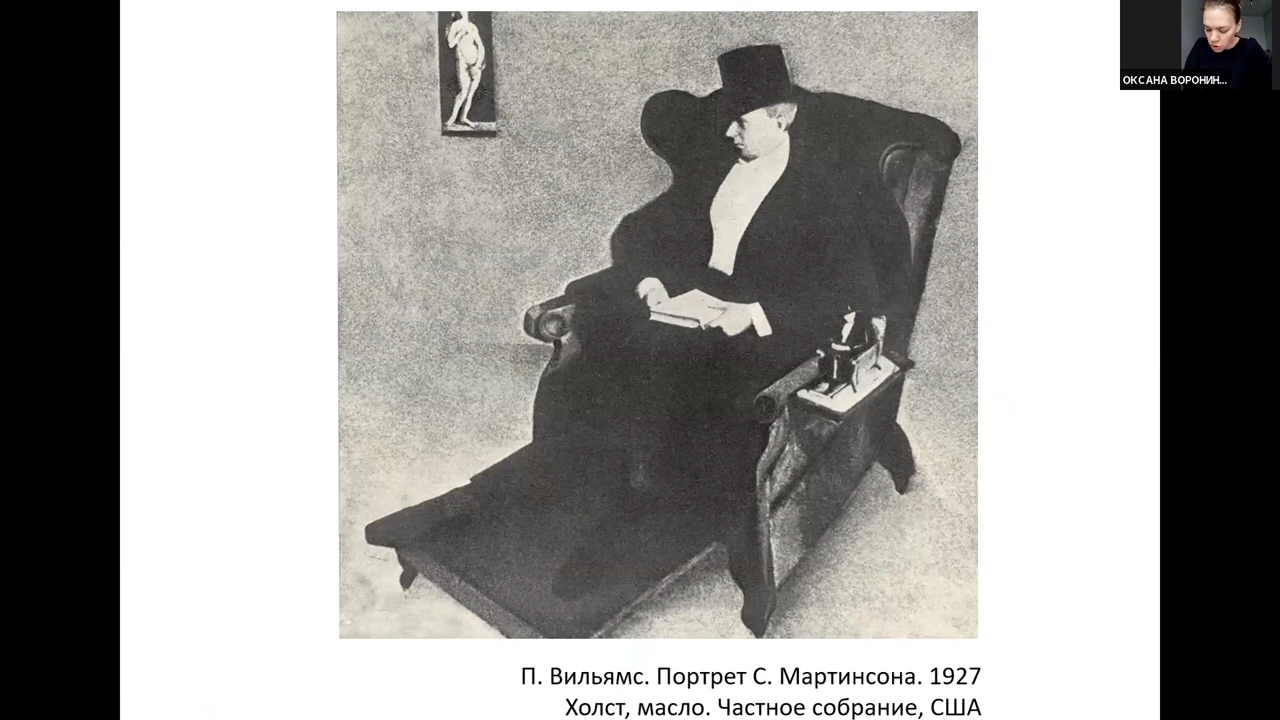 ОКСАНА ВОРОНИН...
П. Вильямс. Портрет С. Мартинсона. 1927
Холст, масло. Частное собрание, США